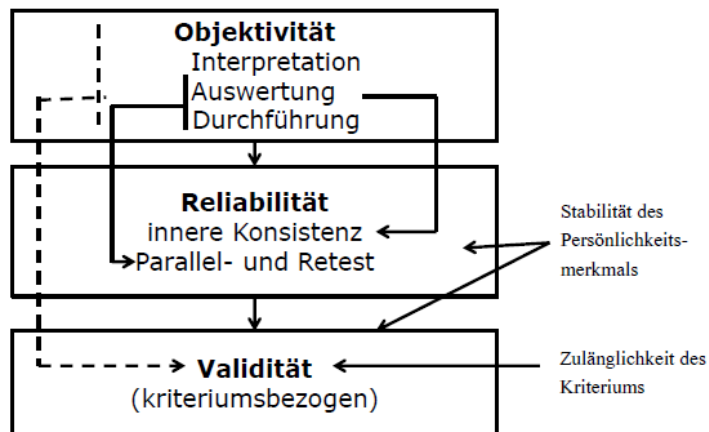 Objektivität
Interpretation
Auswertung
Durchführung
Reliabilität
innere Konsistenz
Parallel- und Retest
Stabilität des
Persönlichkeits-
merkmals
Validität
(kriteriumsbezogen)
Zulänglichkeit des
Kriteriums